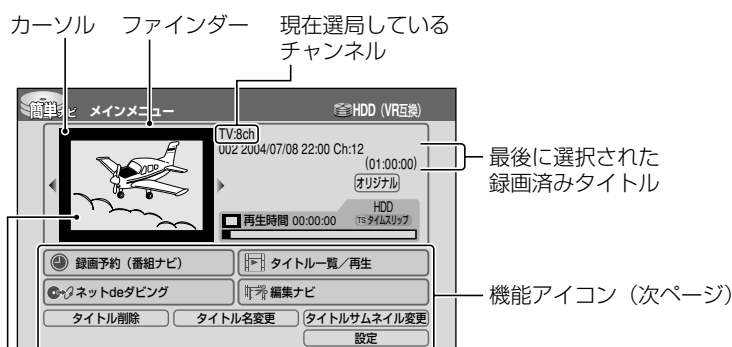 カーソル ファインダー 現在選局している
チャンネル
簡単ナビ メインメニュー HDD (VR互換)
TV:8ch
002 2004/07/08 22:00 Ch:12
(01:00:00)
オリジナル
最後に選択された
録画済みタイトル
HDD
再生時間 00:00:00 TS タイムスリップ
録画予約(番組ナビ) タイトル一覧/再生
ネットdeダビング 編集ナビ
機能アイコン(次ページ)
タイトル削除 タイトル名変更 タイトルサムネイル変更
設定